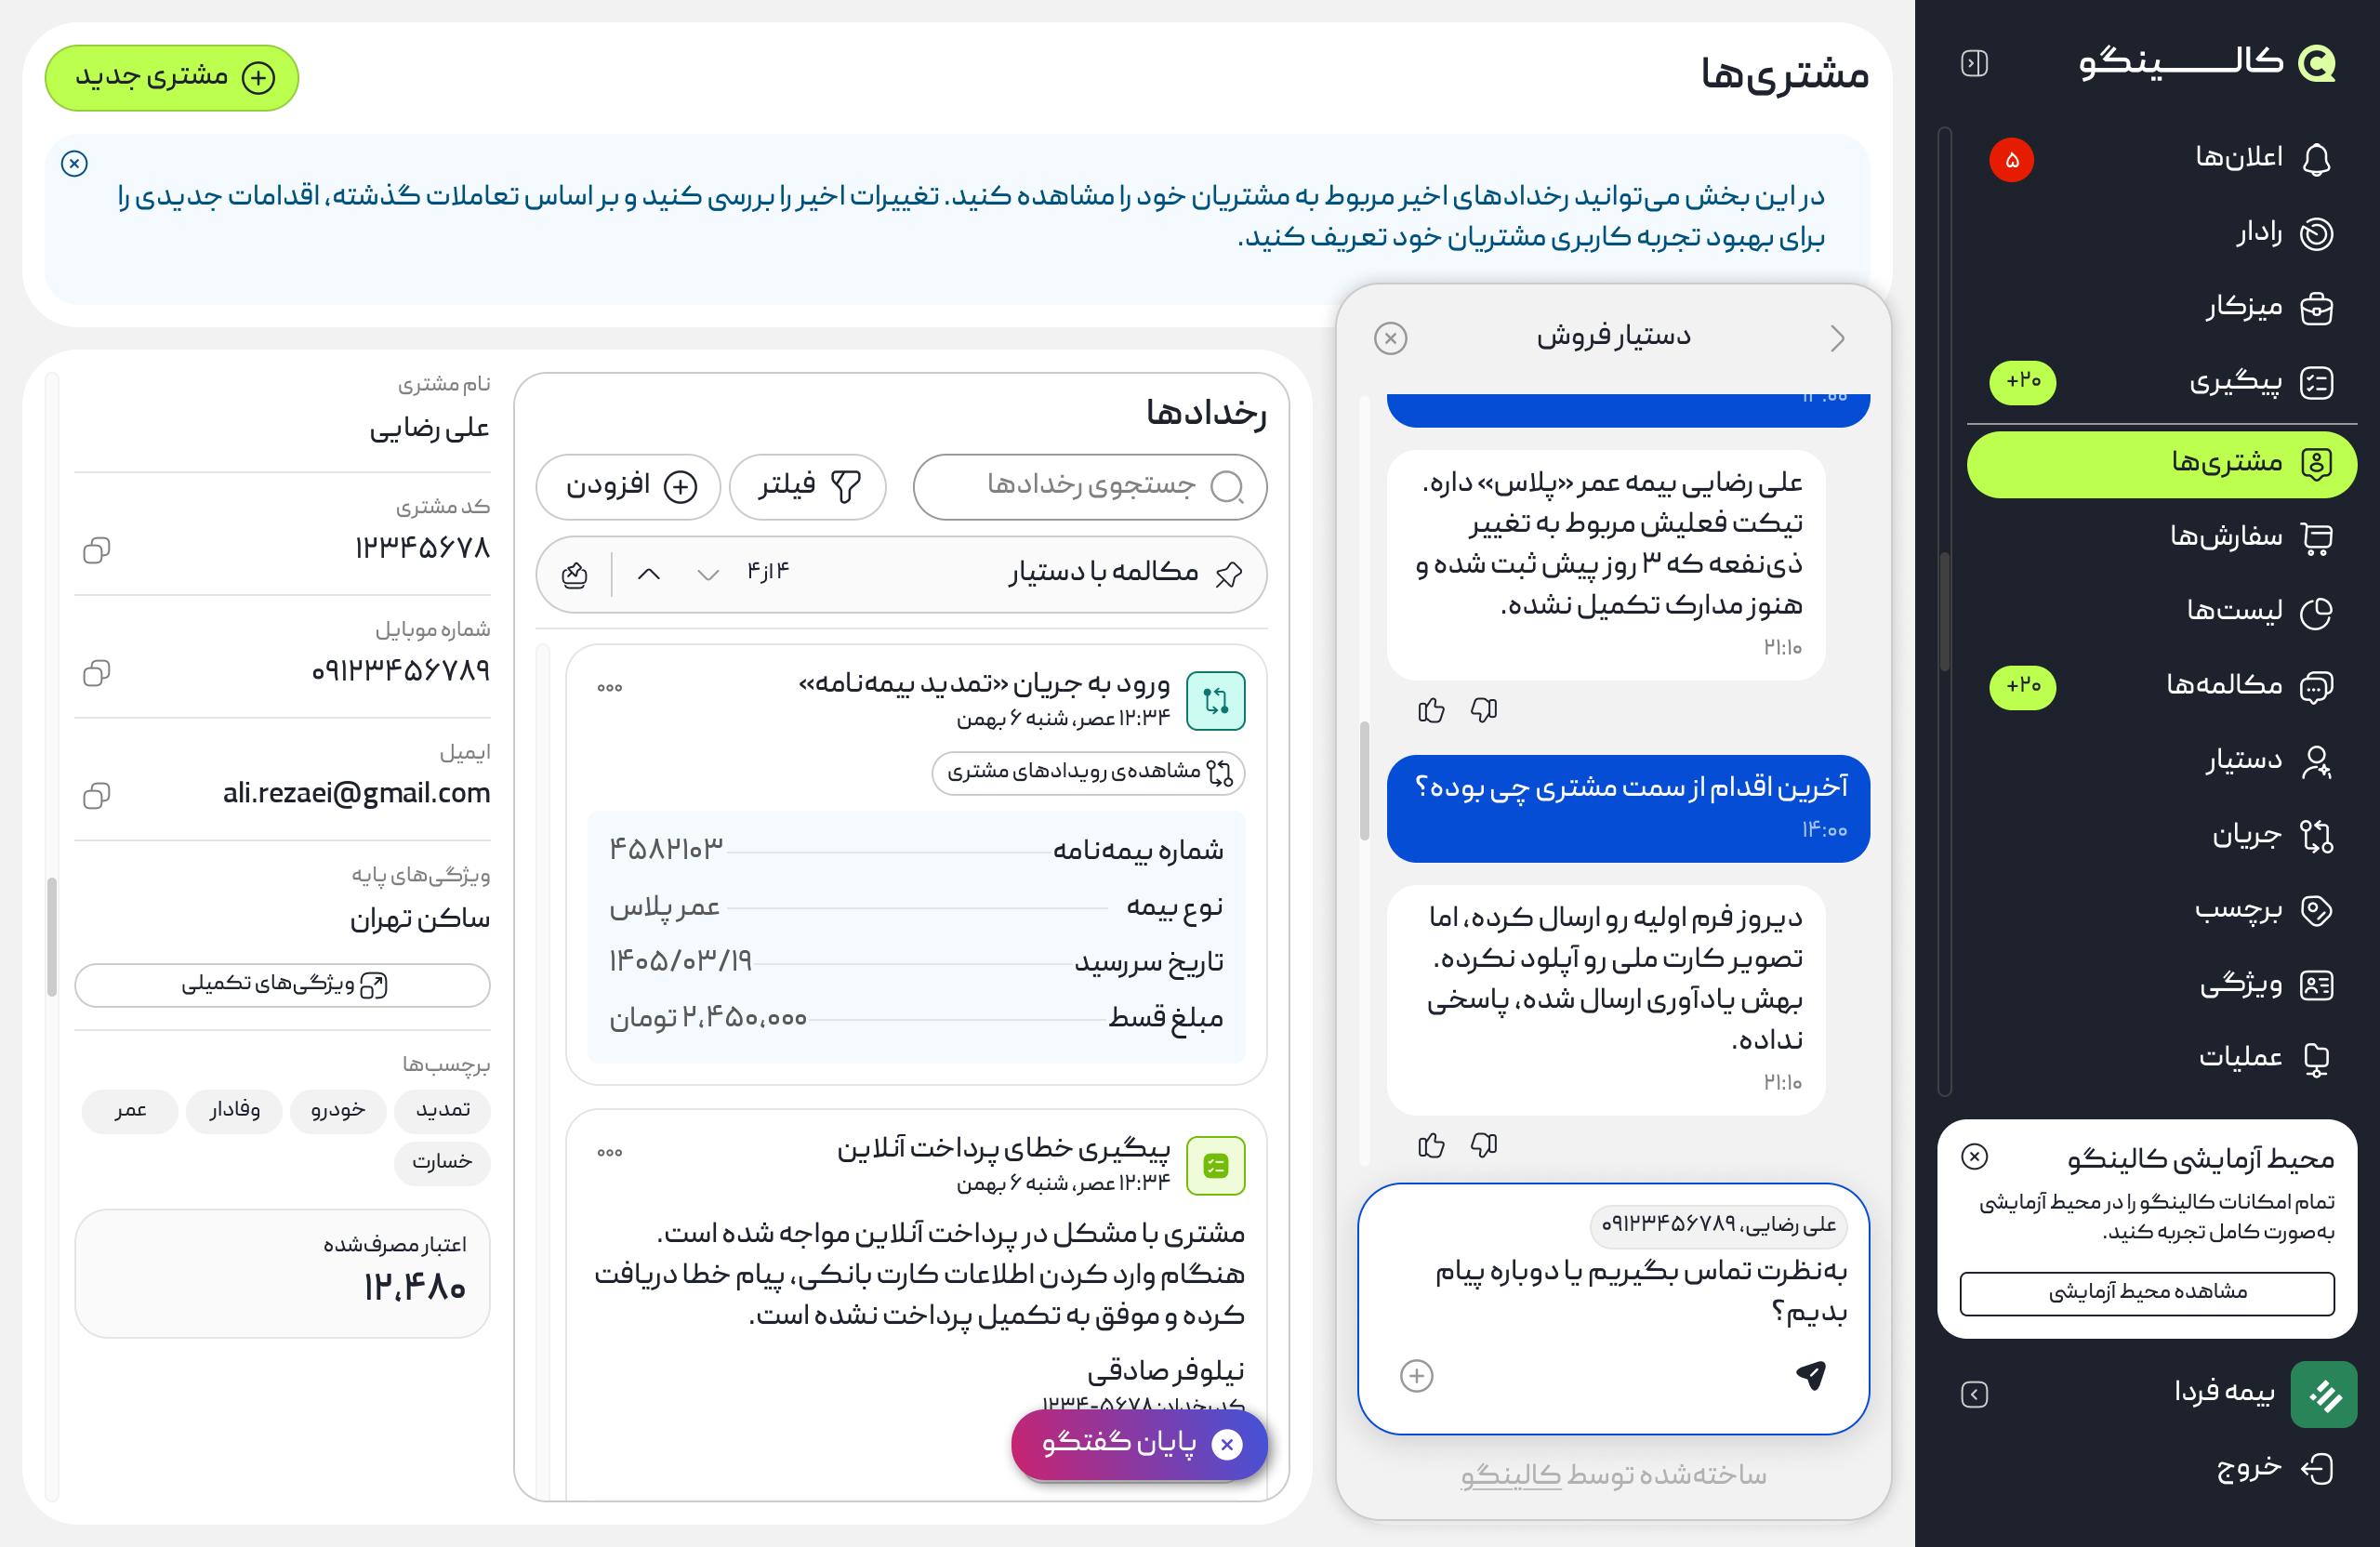 کالینگو
اعلان‌ها
۵
رادار
میزکار
پیگیری
+۲۰
مشتری‌ها
سفارش‌ها
لیست‌ها
مکالمه‌ها
+۲۰
دستیار
جریان
برچسب
ویژگی
عملیات
محیط آزمایشی کالینگو
تمام امکانات کالینگو را در محیط آزمایشی
به‌صورت کامل تجربه کنید.
مشاهده محیط آزمایشی
بیمه فردا
خروج
مشتری‌ها
مشتری جدید
در این بخش می‌توانید رخدادهای اخیر مربوط به مشتریان خود را مشاهده کنید. تغییرات اخیر را بررسی کنید و بر اساس تعاملات گذشته، اقدامات جدیدی را
برای بهبود تجربه کاربری مشتریان خود تعریف کنید.
دستیار فروش
علی رضایی بیمه عمر «پلاس» داره.
تیکت فعلیش مربوط به تغییر
ذی‌نفعه که ۳ روز پیش ثبت شده و
هنوز مدارک تکمیل نشده.
۲۱:۱۰
آخرین اقدام از سمت مشتری چی بوده؟
۱۴:۰۰
دیروز فرم اولیه رو ارسال کرده، اما
تصویر کارت ملی رو آپلود نکرده.
بهش یادآوری ارسال شده، پاسخی
نداده.
۲۱:۱۰
علی رضایی، ۰۹۱۲۳۴۵۶۷۸۹
به‌نظرت تماس بگیریم یا دوباره پیام
بدیم؟
ساخته‌شده توسط کالینگو
رخدادها
جستجوی رخدادها
فیلتر
افزودن
مکالمه با دستیار
۴ از ۴
ورود به جریان «تمدید بیمه‌نامه»
۱۲:۳۴ عصر، شنبه ۶ بهمن
مشاهده‌ی رویدادهای مشتری
شماره بیمه‌نامه ۴۵۸۲۱۰۳
نوع بیمه عمر پلاس
تاریخ سررسید ۱۴۰۵/۰۳/۱۹
مبلغ قسط ۲،۴۵۰،۰۰۰ تومان
پیگیری خطای پرداخت آنلاین
۱۲:۳۴ عصر، شنبه ۶ بهمن
مشتری با مشکل در پرداخت آنلاین مواجه شده است.
هنگام وارد کردن اطلاعات کارت بانکی، پیام خطا دریافت
کرده و موفق به تکمیل پرداخت نشده است.
نیلوفر صادقی
کد رخداد: ۵۶۷۸-۱۲۳۴
پایان گفتگو
نام مشتری
علی رضایی
کد مشتری
۱۲۳۴۵۶۷۸
شماره موبایل
۰۹۱۲۳۴۵۶۷۸۹
ایمیل
ali.rezaei@gmail.com
ویژگی‌های پایه
ساکن تهران
ویژگی‌های تکمیلی
برچسب‌ها
تمدید
خودرو
وفادار
عمر
خسارت
اعتبار مصرف‌شده
۱۲،۴۸۰